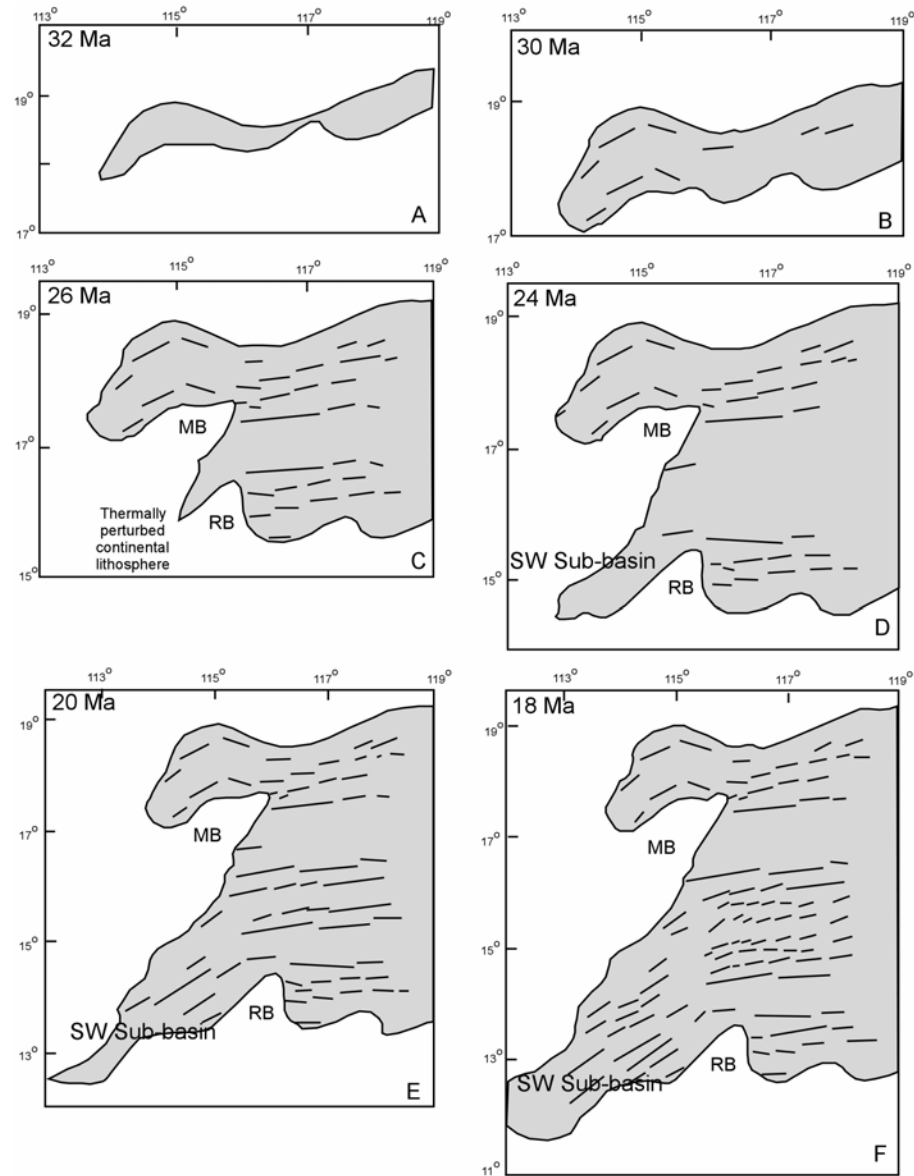 113° 115° 117° 119°
32 Ma
19°
17°
A
113° 115° 117° 119°
30 Ma
19°
17°
B
113° 115° 117° 119°
26 Ma
19°
17°
15°
MB
RB
Thermally
perturbed
continental
lithosphere
C
113° 115° 117° 119°
24 Ma
19°
17°
15°
MB
SW Sub-basin
RB
D
113° 115° 117° 119°
20 Ma
19°
17°
15°
13°
MB
RB
SW Sub-basin
E
113° 115° 117° 119°
18 Ma
19°
17°
15°
13°
11°
MB
RB
SW Sub-basin
F